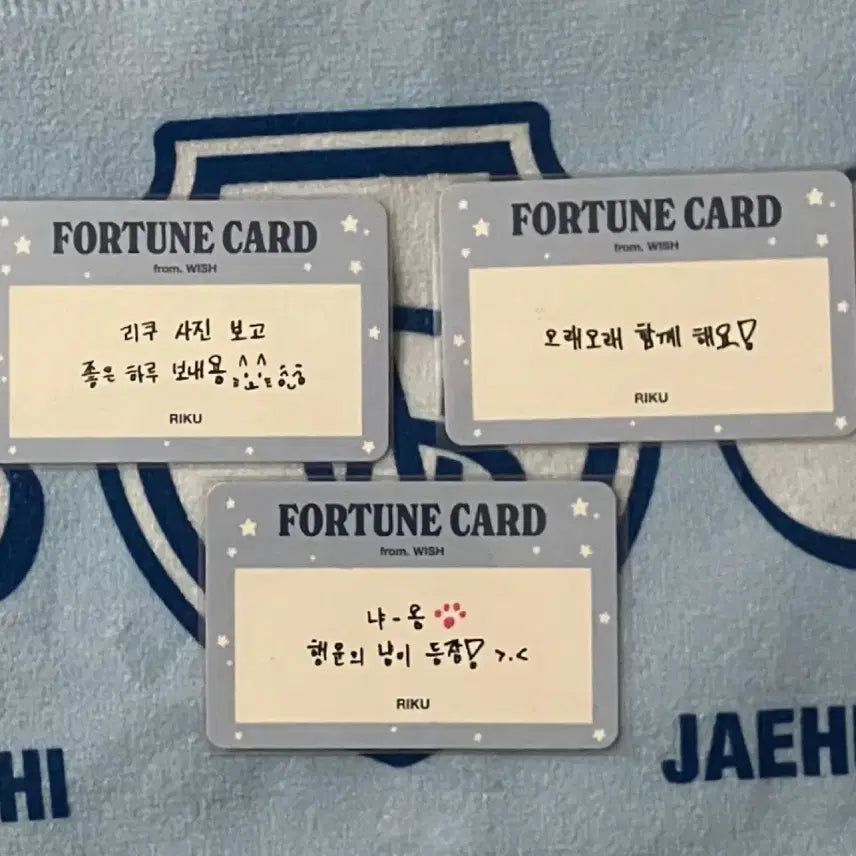 FORTUNE CARD
from. WISH
리쿠 사진 보고
좋은 하루 보내용
RIKU
FORTUNE CARD
from. WISH
오래오래 함께 해요!
RIKU
FORTUNE CARD
from. WISH
냐-옹
행운의 냥이 등장! >.<
RIKU
HI
JAEHI